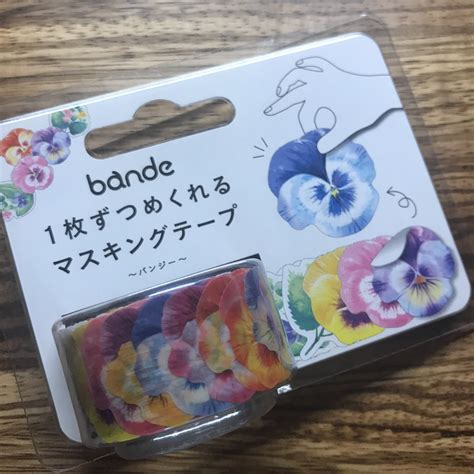 bande
1枚ずつめくれる
マスキングテープ
～パンジー～